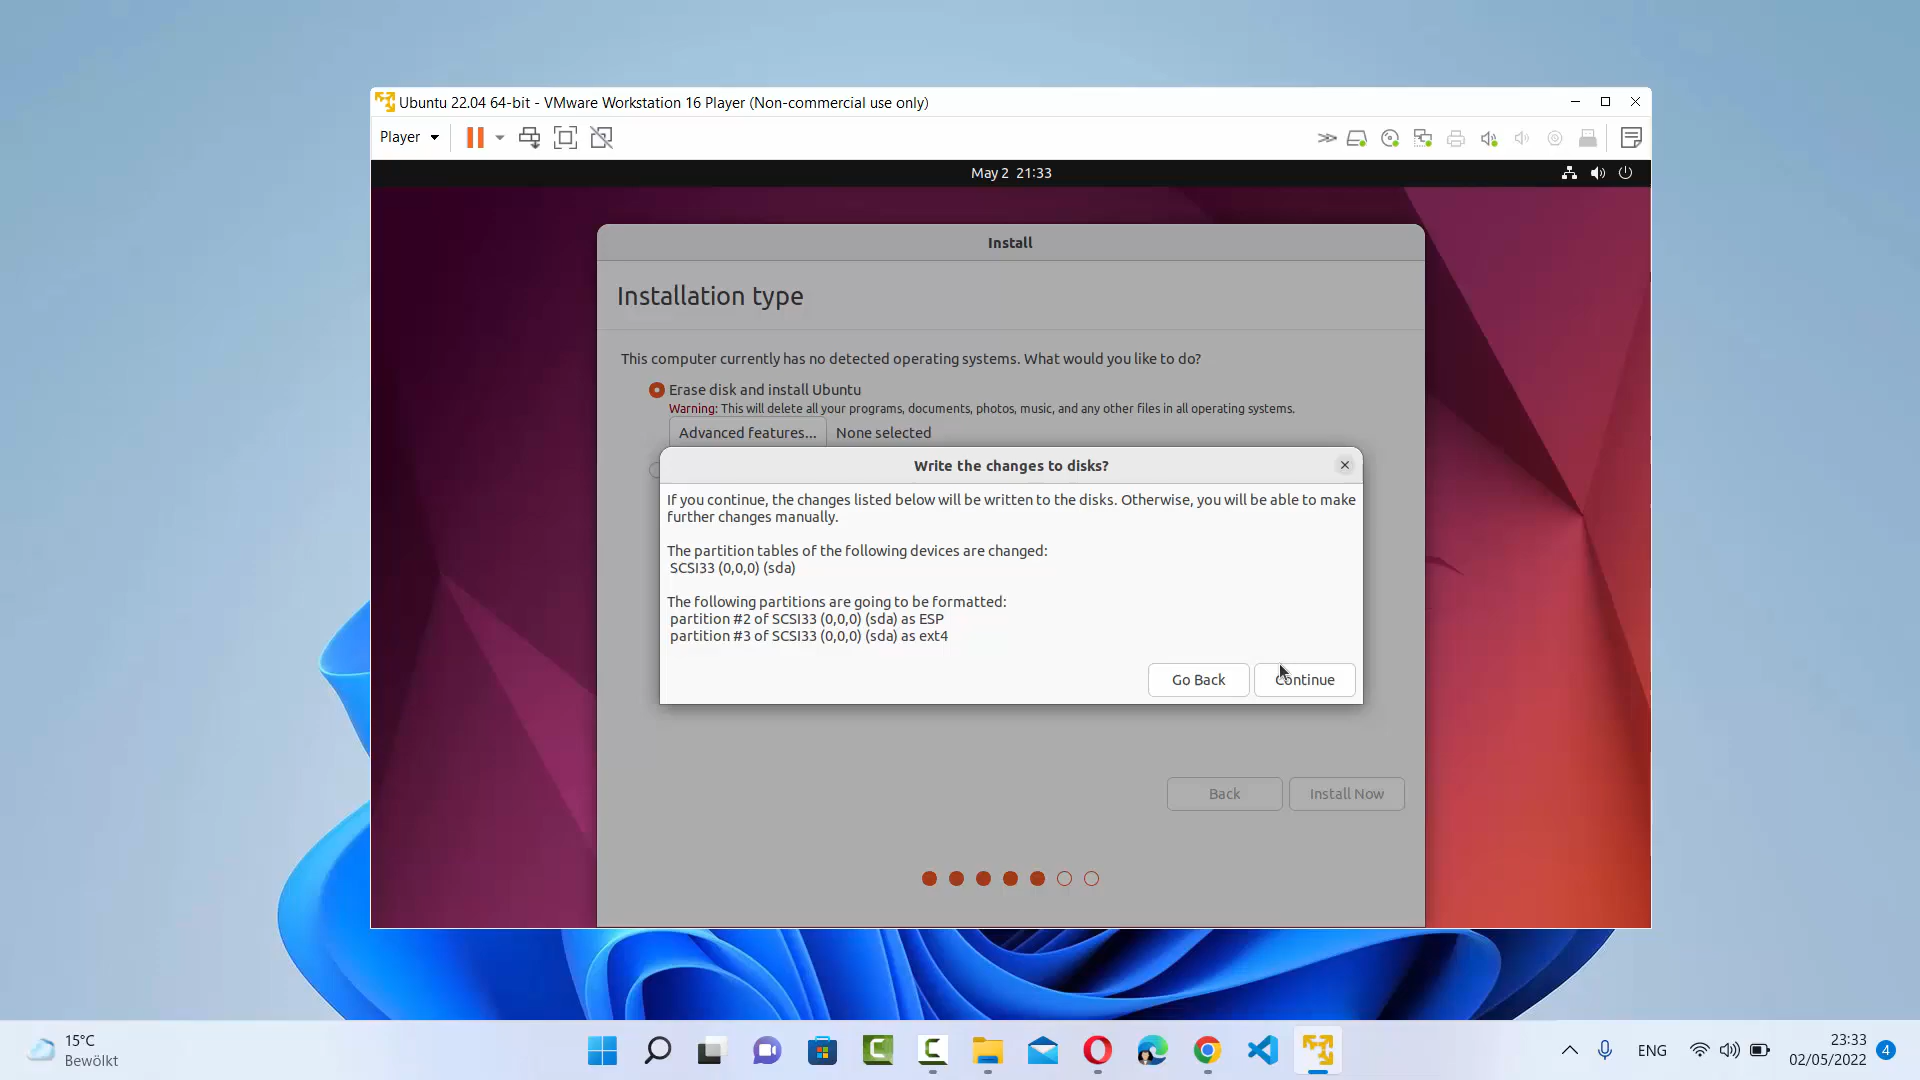 Ubuntu 22.04 64-bit - VMware Workstation 16 Player (Non-commercial use only)
Player
May 2 21:33
Install
Installation type
This computer currently has no detected operating systems. What would you like to do?
Erase disk and install Ubuntu
Warning: This will delete all your programs, documents, photos, music, and any other files in all operating systems.
Advanced features... None selected
Write the changes to disks?
If you continue, the changes listed below will be written to the disks. Otherwise, you will be able to make
further changes manually.
The partition tables of the following devices are changed:
SCSI33 (0,0,0) (sda)
The following partitions are going to be formatted:
partition #2 of SCSI33 (0,0,0) (sda) as ESP
partition #3 of SCSI33 (0,0,0) (sda) as ext4
Go Back Continue
Back Install Now
15°C
Bewölkt
ENG
23:33
02/05/2022
4